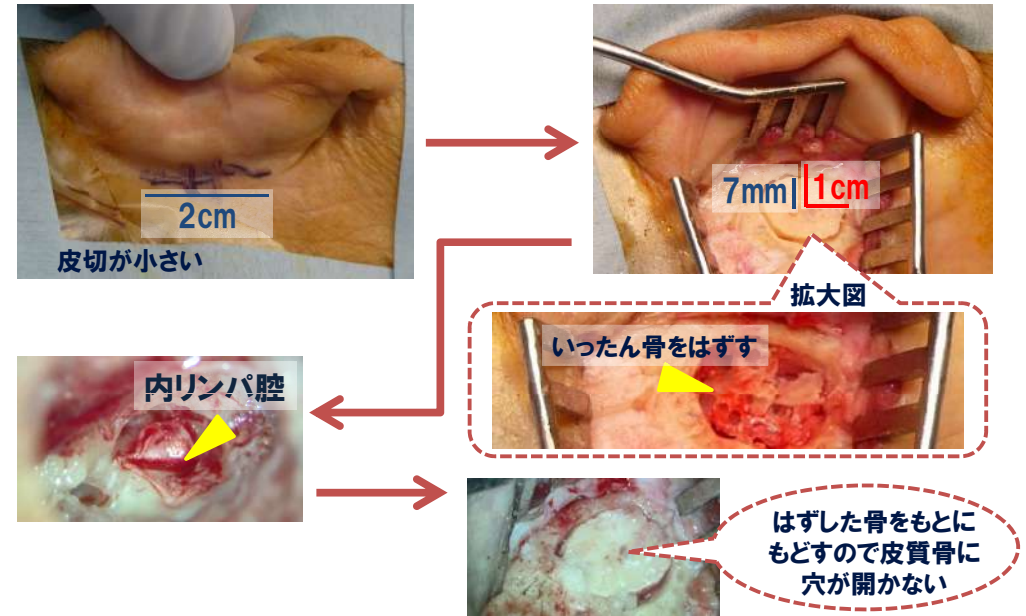 2cm
皮切が小さい
7mm
1cm
拡大図
いったん骨をはずす
内リンパ腔
はずした骨をもとに
もどすので皮質骨に
穴が開かない